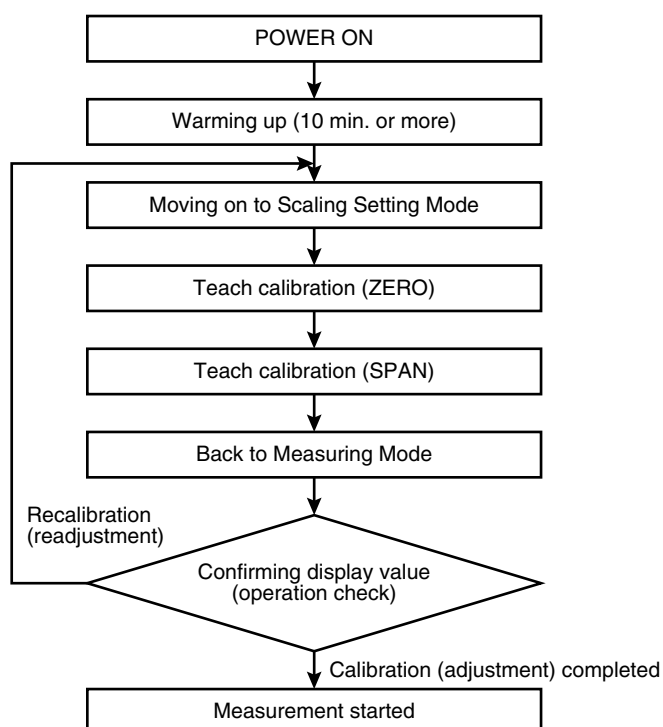 POWER ON
Warming up (10 min. or more)
Moving on to Scaling Setting Mode
Teach calibration (ZERO)
Teach calibration (SPAN)
Back to Measuring Mode
Recalibration
(readjustment)
Confirming display value
(operation check)
Calibration (adjustment) completed
Measurement started